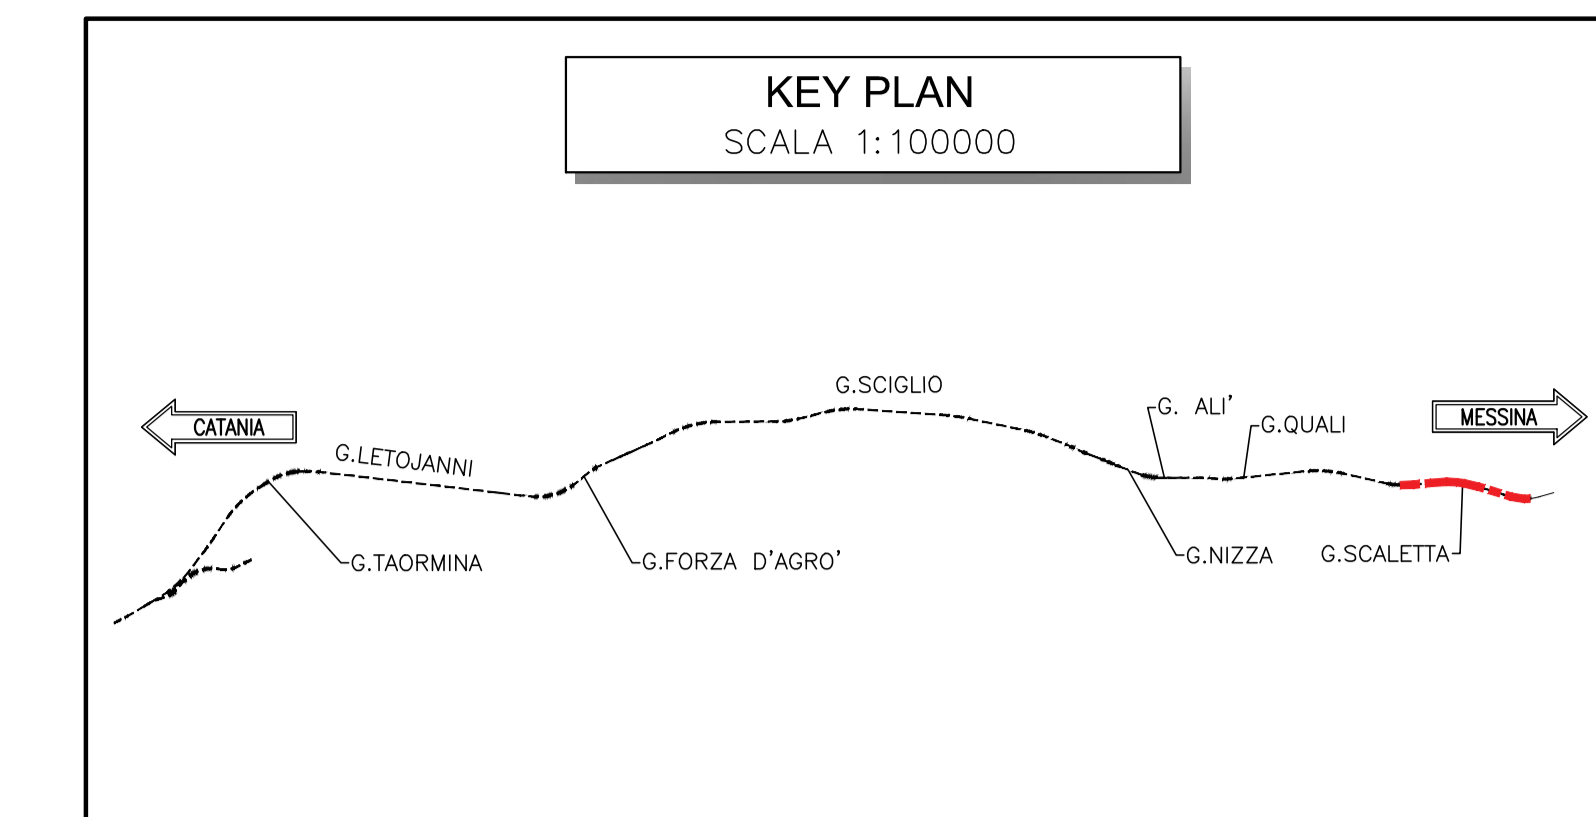 KEY PLAN
SCALA 1:100000
G.SCIGLIO
G. ALI'
G.QUALI
CATANIA
MESSINA
G.LETOJANNI
G.TAORMINA
G.FORZA D'AGRO'
G.NIZZA
G.SCALETTA